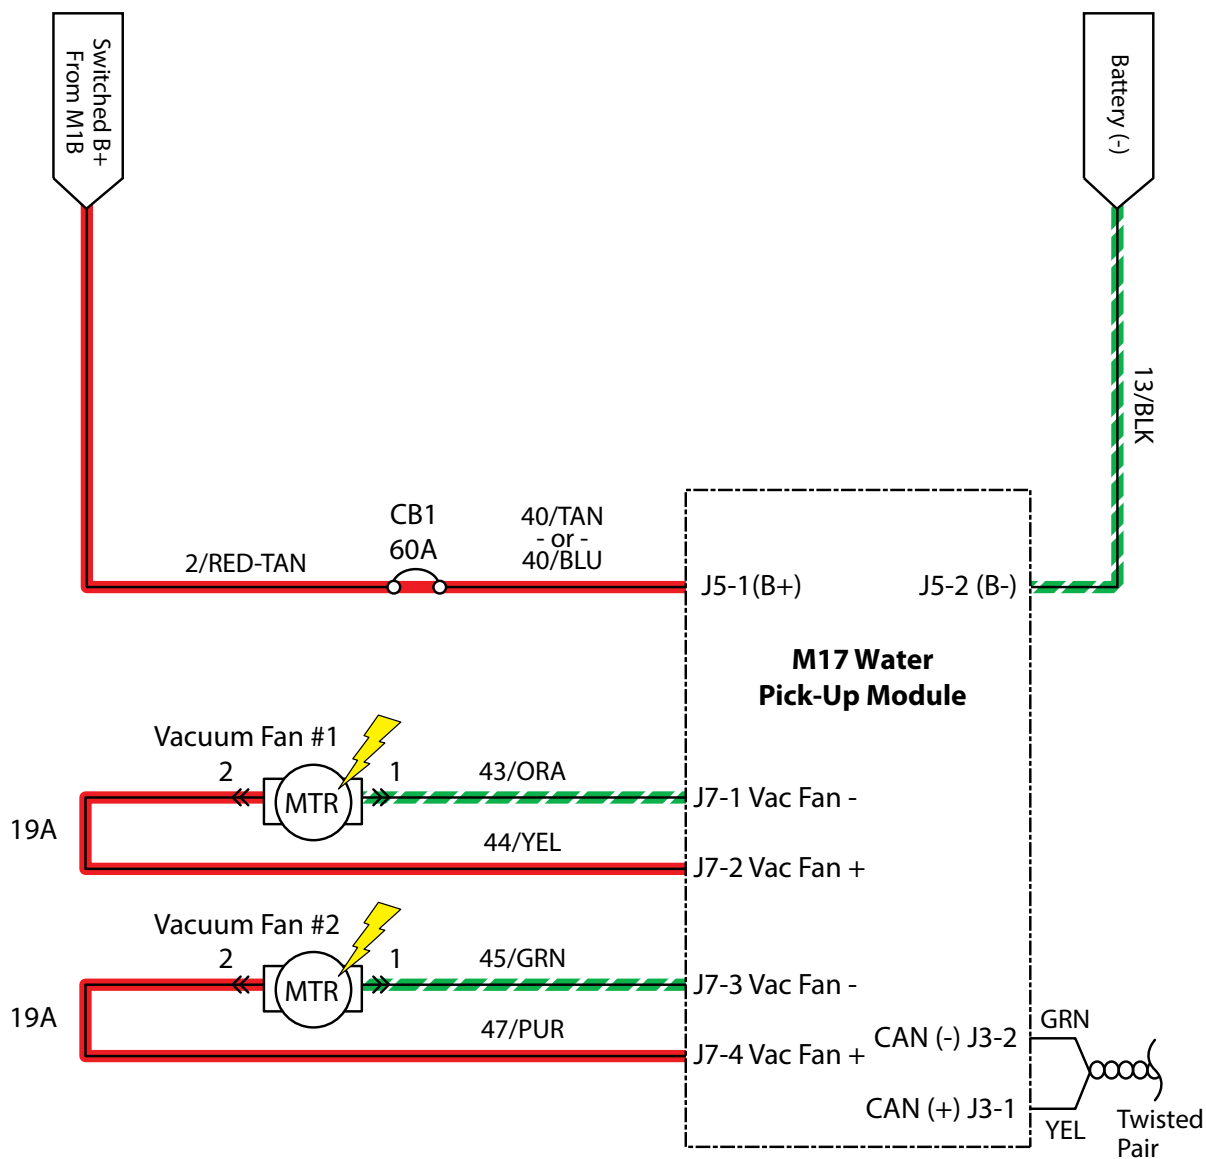 Switched B+
From M1B
Battery (-)
13/BLK
CB1
60A
40/TAN
- or -
40/BLU
2/RED-TAN
J5-1(B+)
J5-2 (B-)
M17 Water
Pick-Up Module
Vacuum Fan #1
2
MTR
1
43/ORA
J7-1 Vac Fan -
19A
44/YEL
J7-2 Vac Fan +
Vacuum Fan #2
2
MTR
1
45/GRN
J7-3 Vac Fan -
19A
47/PUR
J7-4 Vac Fan +
CAN (-) J3-2
GRN
CAN (+) J3-1
YEL
Twisted
Pair